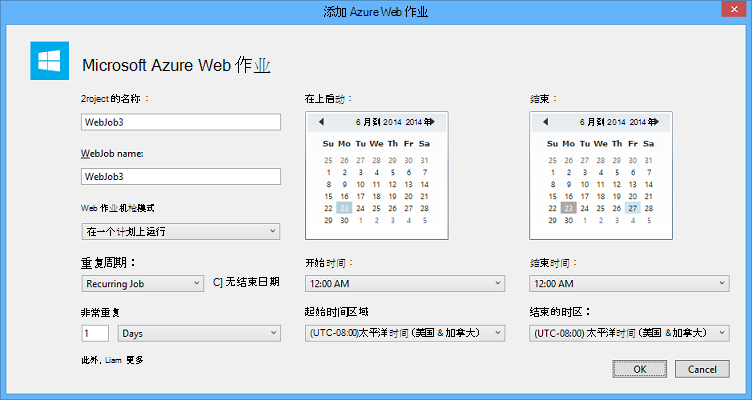 添加 Azure Web 作业
Microsoft Azure Web 作业
2roject 的名称：
WebJob3
WebJob name:
WebJob3
Web 作业机枪模式
在一个计划上运行
重复周期：
Recurring Job
C] 无结束日期
非常重复
1
Days
此外, Liam 更多
在上启动：
6 月到 2014 2014 年
Su Mo Tu We Th Fr Sa
25 26 27 28 29 30 31
1 2 3 4 5 6 7
8 9 10 11 12 13 14
15 16 17 18 19 20 21
22 23 24 25 26 27 28
29 30 1 2 3 4 5
开始时间：
12:00 AM
起始时间区域
(UTC-08:00)太平洋时间 (美国 & 加拿大)
结束：
6 月到 2014 2014 年
Su Mo Tu We Th Fr Sa
25 26 27 28 29 30 31
1 2 3 4 5 6 7
8 9 10 11 12 13 14
15 16 17 18 19 20 21
22 23 24 25 26 27 28
29 30 1 2 3 4 5
结束时间：
12:00 AM
结束的时区：
(UTC-08:00) 太平洋时间 (美国 & 加拿大)
OK
Cancel